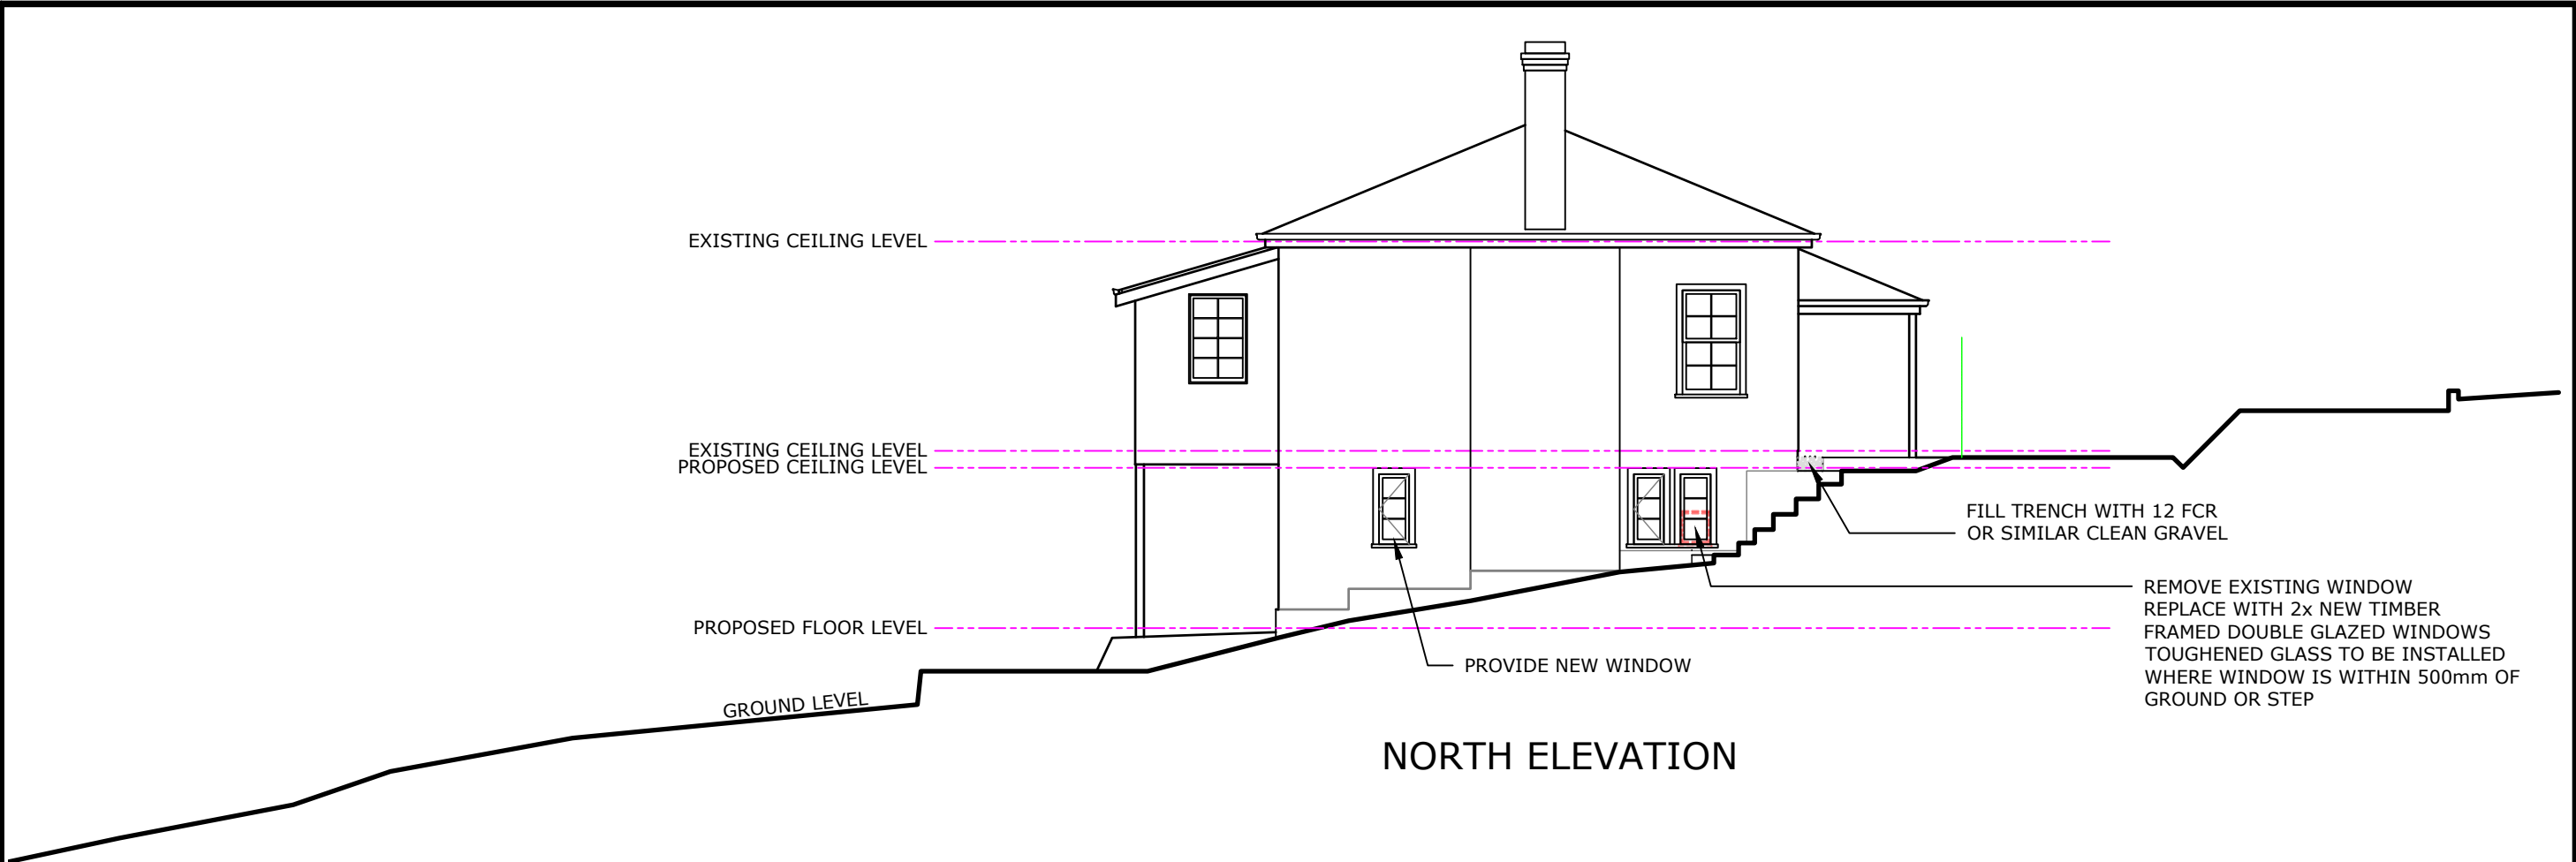 EXISTING CEILING LEVEL
EXISTING CEILING LEVEL
PROPOSED CEILING LEVEL
FILL TRENCH WITH 12 FCR
OR SIMILAR CLEAN GRAVEL
REMOVE EXISTING WINDOW
REPLACE WITH 2x NEW TIMBER
FRAMED DOUBLE GLAZED WINDOWS
TOUGHENED GLASS TO BE INSTALLED
WHERE WINDOW IS WITHIN 500mm OF
GROUND OR STEP
PROPOSED FLOOR LEVEL
PROVIDE NEW WINDOW
GROUND LEVEL
NORTH ELEVATION